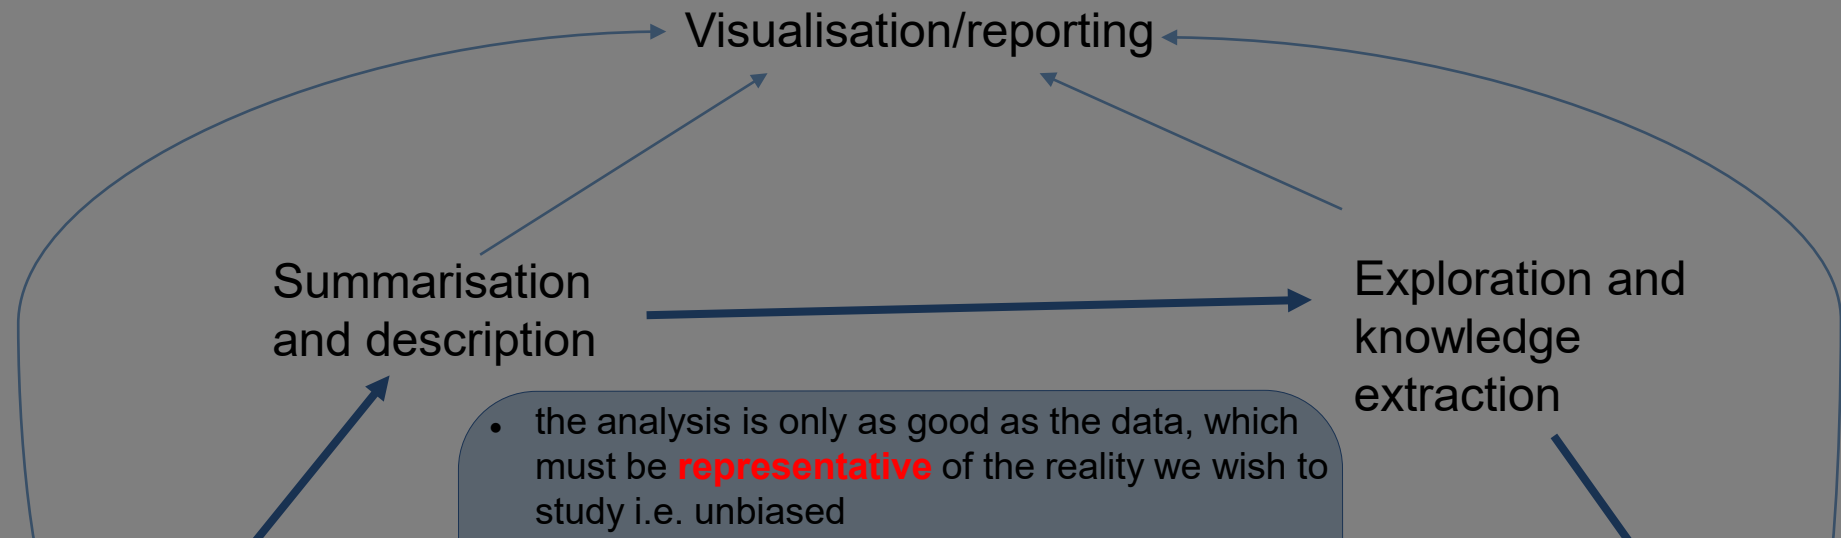 Visualisation/reporting
Summarisation
and description
Exploration and
knowledge
extraction
• the analysis is only as good as the data, which
must be representative of the reality we wish to
study i.e. unbiased